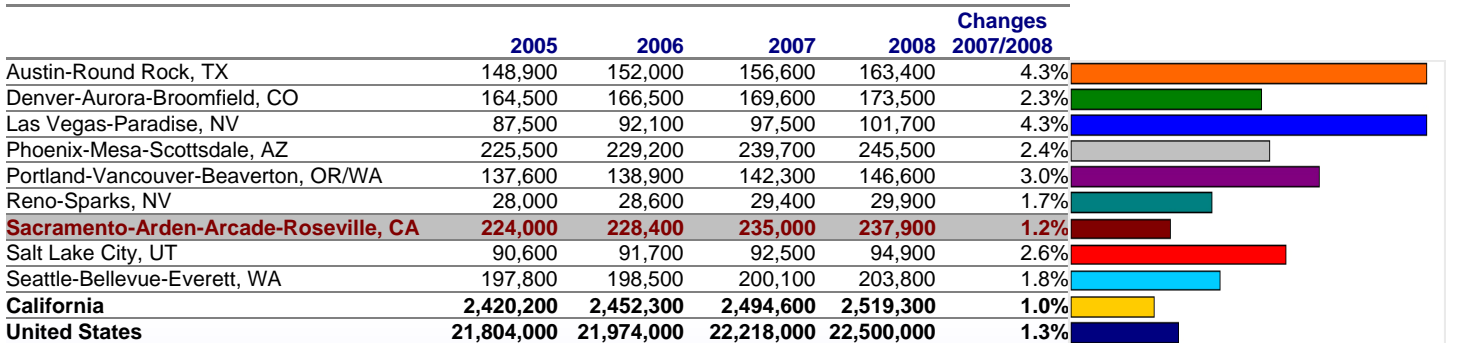 Changes
2005 2006 2007 2008 2007/2008
Austin-Round Rock, TX 148,900 152,000 156,600 163,400 4.3%
Denver-Aurora-Broomfield, CO 164,500 166,500 169,600 173,500 2.3%
Las Vegas-Paradise, NV 87,500 92,100 97,500 101,700 4.3%
Phoenix-Mesa-Scottsdale, AZ 225,500 229,200 239,700 245,500 2.4%
Portland-Vancouver-Beaverton, OR/WA 137,600 138,900 142,300 146,600 3.0%
Reno-Sparks, NV 28,000 28,600 29,400 29,900 1.7%
Sacramento-Arden-Arcade-Roseville, CA 224,000 228,400 235,000 237,900 1.2%
Salt Lake City, UT 90,600 91,700 92,500 94,900 2.6%
Seattle-Bellevue-Everett, WA 197,800 198,500 200,100 203,800 1.8%
California 2,420,200 2,452,300 2,494,600 2,519,300 1.0%
United States 21,804,000 21,974,000 22,218,000 22,500,000 1.3%